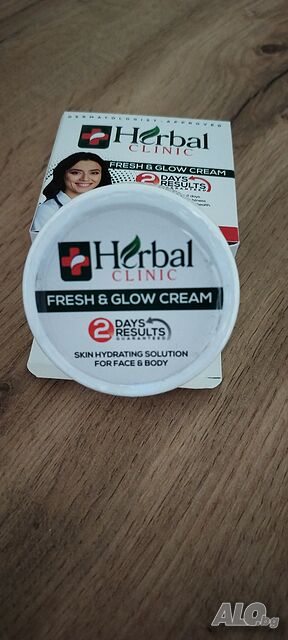 DERMATOLOGIST-APPROVED
Herbal
CLINIC
FRESH & GLOW CREAM
2 DAYS
RESULTS
Herbal
CLINIC
FRESH & GLOW CREAM
2 DAYS
RESULTS
GUARANTEED
SKIN HYDRATING SOLUTION
FOR FACE & BODY
ALO.bg